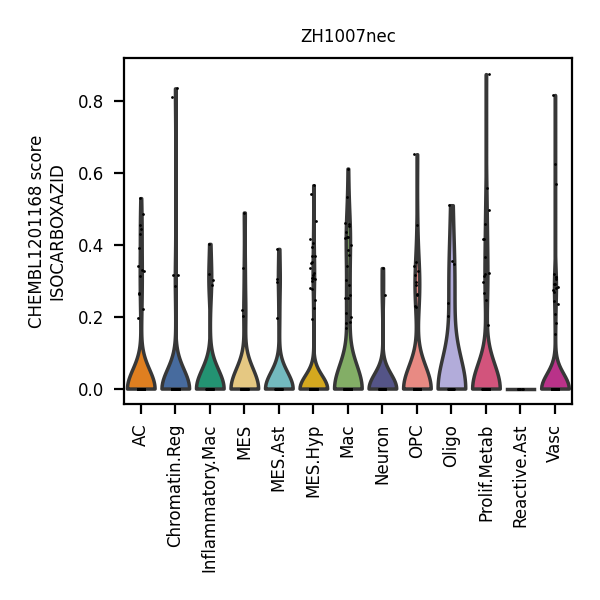 ZH1007nec
CHEMBL1201168 score
ISOCARBOXAZID
0.8
0.6
0.4
0.2
0.0
AC
Chromatin.Reg
Inflammatory.Mac
MES
MES.Ast
MES.Hyp
Mac
Neuron
OPC
Oligo
Prolif.Metab
Reactive.Ast
Vasc